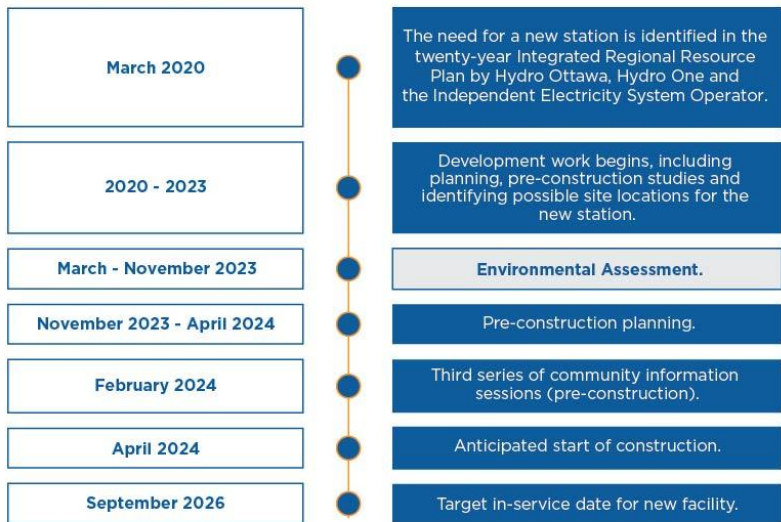 March 2020
The need for a new station is identified in the
twenty-year Integrated Regional Resource
Plan by Hydro Ottawa, Hydro One and
the Independent Electricity System Operator.
2020 - 2023
Development work begins, including
planning, pre-construction studies and
identifying possible site locations for the
new station.
March - November 2023
Environmental Assessment.
November 2023 - April 2024
Pre-construction planning.
February 2024
Third series of community information
sessions (pre-construction).
April 2024
Anticipated start of construction.
September 2026
Target in-service date for new facility.